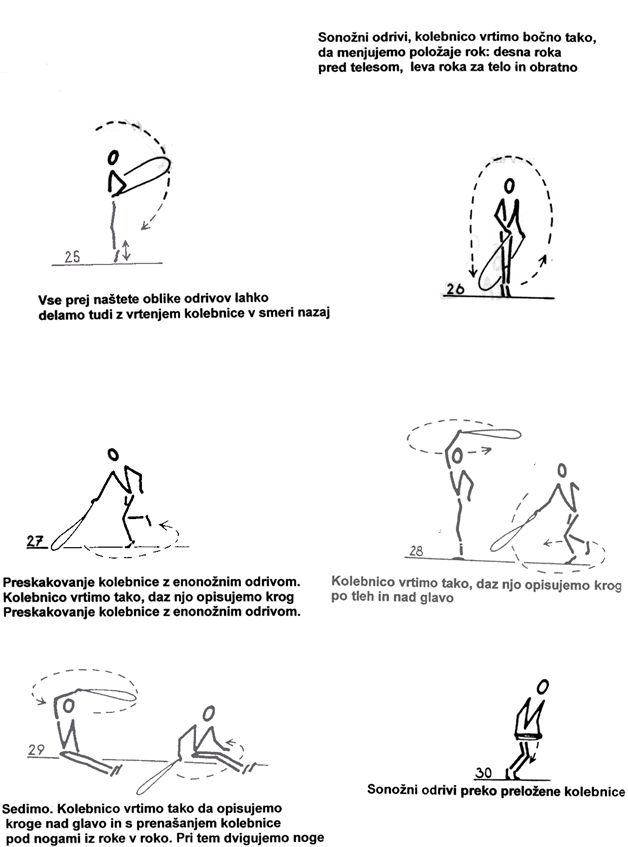 Sonožni odrivi, kolebnico vrtimo bočno tako,
da menjujemo položaje rok: desna roka
pred telesom, leva roka za telo in obratno
25
26
Vse prej naštete oblike odrivov lahko
delamo tudi z vrtenjem kolebnice v smeri nazaj
27
28
Preskakovanje kolebnice z enonožnim odrivom.
Kolebnico vrtimo tako, daz njo opisujemo krog
Preskakovanje kolebnice z enonožnim odrivom.
Kolebnico vrtimo tako, daz njo opisujemo krog
po tleh in nad glavo
29
30
Sedimo. Kolebnico vrtimo tako da opisujemo
kroge nad glavo in s prenašanjem kolebnice
pod nogami iz roke v roko. Pri tem dvigujemo noge
Sonožni odrivi preko preložene kolebnice